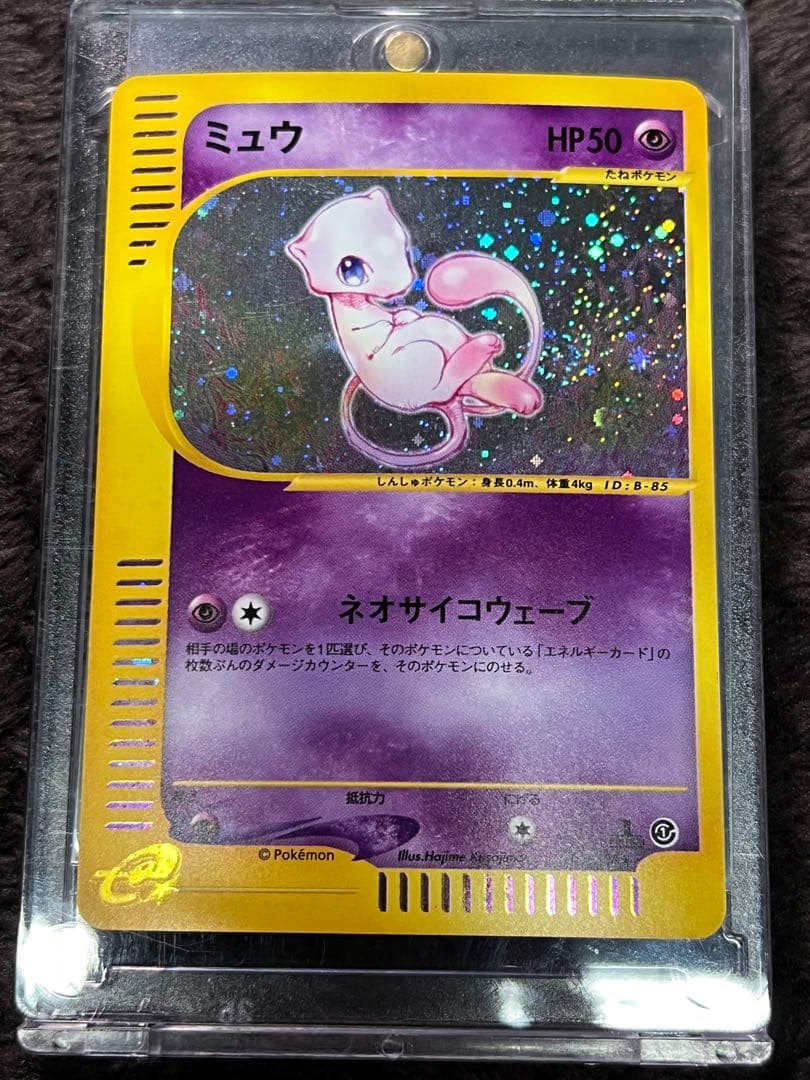 ミュウ HP50
たねポケモン
しんしゅポケモン：身長0.4m、体重4kg ID:B-85
ネオサイコウェーブ
相手の場のポケモンを1匹選び、そのポケモンについている「エネルギーカード」の
枚数ぶんのダメージカウンターを、そのポケモンにのせる。
抵抗力 にげる
© Pokémon Illus.Hajime Kusajima